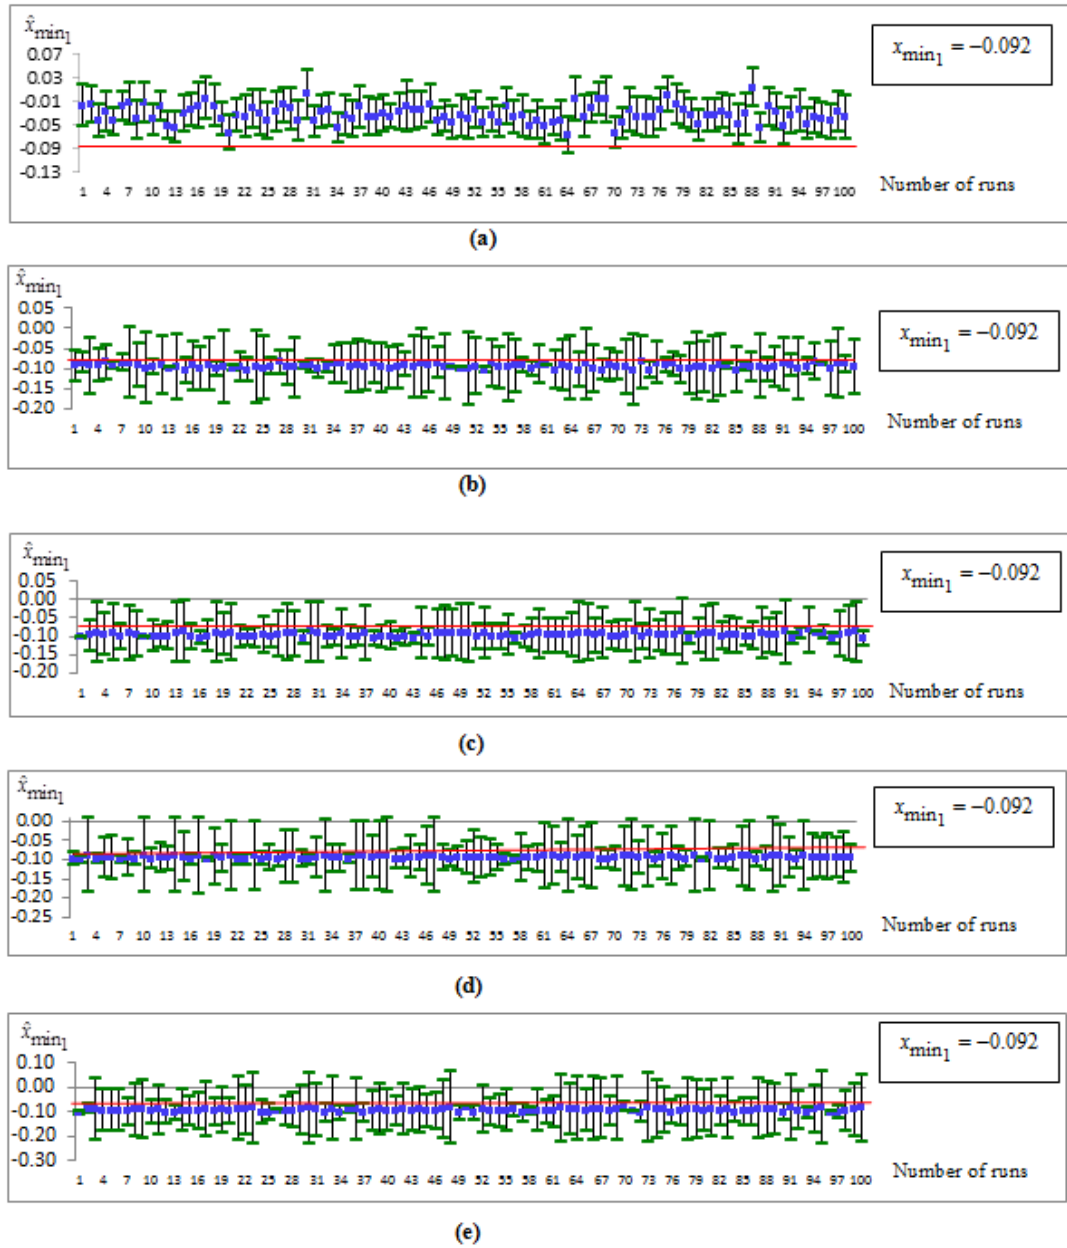 x̂min1
0.07
0.03
-0.01
-0.05
-0.09
-0.13
xmin1 = −0.092
1 4 7 10 13 16 19 22 25 28 31 34 37 40 43 46 49 52 55 58 61 64 67 70 73 76 79 82 85 88 91 94 97 100
Number of runs
(a)
x̂min1
0.05
0.00
-0.05
-0.10
-0.15
-0.20
xmin1 = −0.092
1 4 7 10 13 16 19 22 25 28 31 34 37 40 43 46 49 52 55 58 61 64 67 70 73 76 79 82 85 88 91 94 97 100
Number of runs
(b)
x̂min1
0.05
0.00
-0.05
-0.10
-0.15
-0.20
xmin1 = −0.092
1 4 7 10 13 16 19 22 25 28 31 34 37 40 43 46 49 52 55 58 61 64 67 70 73 76 79 82 85 88 91 94 97 100
Number of runs
(c)
x̂min1
0.00
-0.05
-0.10
-0.15
-0.20
-0.25
xmin1 = −0.092
1 4 7 10 13 16 19 22 25 28 31 34 37 40 43 46 49 52 55 58 61 64 67 70 73 76 79 82 85 88 91 94 97 100
Number of runs
(d)
x̂min1
0.10
0.00
-0.10
-0.20
-0.30
xmin1 = −0.092
1 4 7 10 13 16 19 22 25 28 31 34 37 40 43 46 49 52 55 58 61 64 67 70 73 76 79 82 85 88 91 94 97 100
Number of runs
(e)